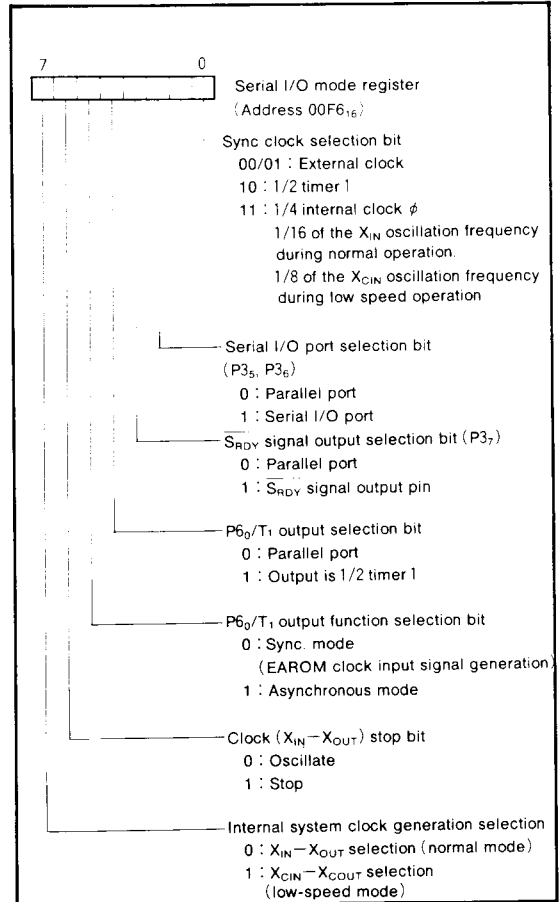 7 0
Serial I/O mode register
(Address 00F6₁₆)
Sync clock selection bit
00/01 : External clock
10 : 1/2 timer 1
11 : 1/4 internal clock ϕ
1/16 of the X_IN oscillation frequency
during normal operation.
1/8 of the X_CIN oscillation frequency
during low speed operation
Serial I/O port selection bit
(P3₅, P3₆)
0 : Parallel port
1 : Serial I/O port
S̅_RDY signal output selection bit (P3₇)
0 : Parallel port
1 : S̅_RDY signal output pin
P6₀/T₁ output selection bit
0 : Parallel port
1 : Output is 1/2 timer 1
P6₀/T₁ output function selection bit
0 : Sync. mode
(EAROM clock input signal generation)
1 : Asynchronous mode
Clock (X_IN−X_OUT) stop bit
0 : Oscillate
1 : Stop
Internal system clock generation selection
0 : X_IN−X_OUT selection (normal mode)
1 : X_CIN−X_COUT selection
(low-speed mode)